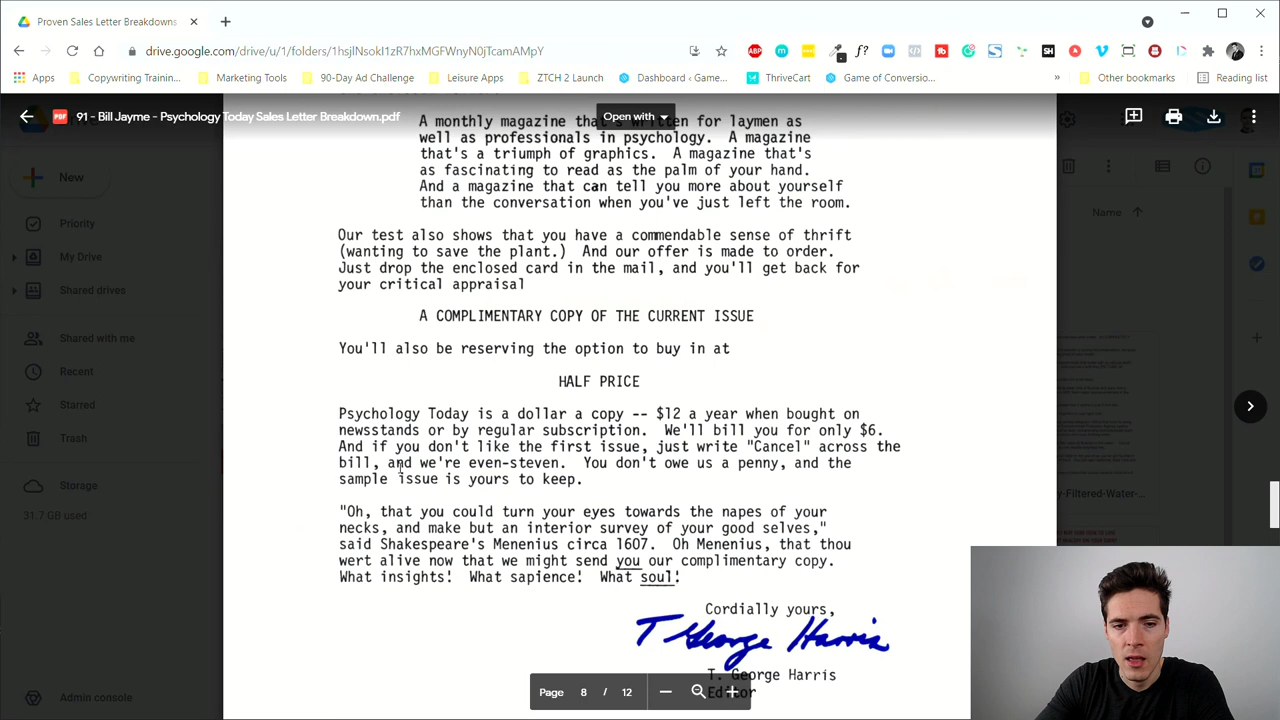 Proven Sales Letter Breakdowns
drive.google.com/drive/u/1/folders/1hsjlNsokI1zR7hxMGFWnyN0jTcamAMpY
Apps
Copywriting Trainin...
Marketing Tools
90-Day Ad Challenge
Leisure Apps
ZTCH 2 Launch
Dashboard ‹ Game...
ThriveCart
Game of Conversio...
Other bookmarks
Reading list
91 - Bill Jayme - Psychology Today Sales Letter Breakdown.pdf
Open with
New
Priority
My Drive
Shared drives
Shared with me
Recent
Starred
Trash
Storage
31.7 GB used
Admin console
A monthly magazine that's written for laymen as
well as professionals in psychology. A magazine
that's a triumph of graphics. A magazine that's
as fascinating to read as the palm of your hand.
And a magazine that can tell you more about yourself
than the conversation when you've just left the room.
Our test also shows that you have a commendable sense of thrift
(wanting to save the plant.) And our offer is made to order.
Just drop the enclosed card in the mail, and you'll get back for
your critical appraisal
A COMPLIMENTARY COPY OF THE CURRENT ISSUE
You'll also be reserving the option to buy in at
HALF PRICE
Psychology Today is a dollar a copy -- $12 a year when bought on
newsstands or by regular subscription. We'll bill you for only $6.
And if you don't like the first issue, just write "Cancel" across the
bill, and we're even-steven. You don't owe us a penny, and the
sample issue is yours to keep.
"Oh, that you could turn your eyes towards the napes of your
necks, and make but an interior survey of your good selves,"
said Shakespeare's Menenius circa 1607. Oh Menenius, that thou
wert alive now that we might send you our complimentary copy.
What insights! What sapience! What soul!
Cordially yours,
T George Harris
T. George Harris
Editor
Page 8 / 12
Name
-Filtered-Water-...